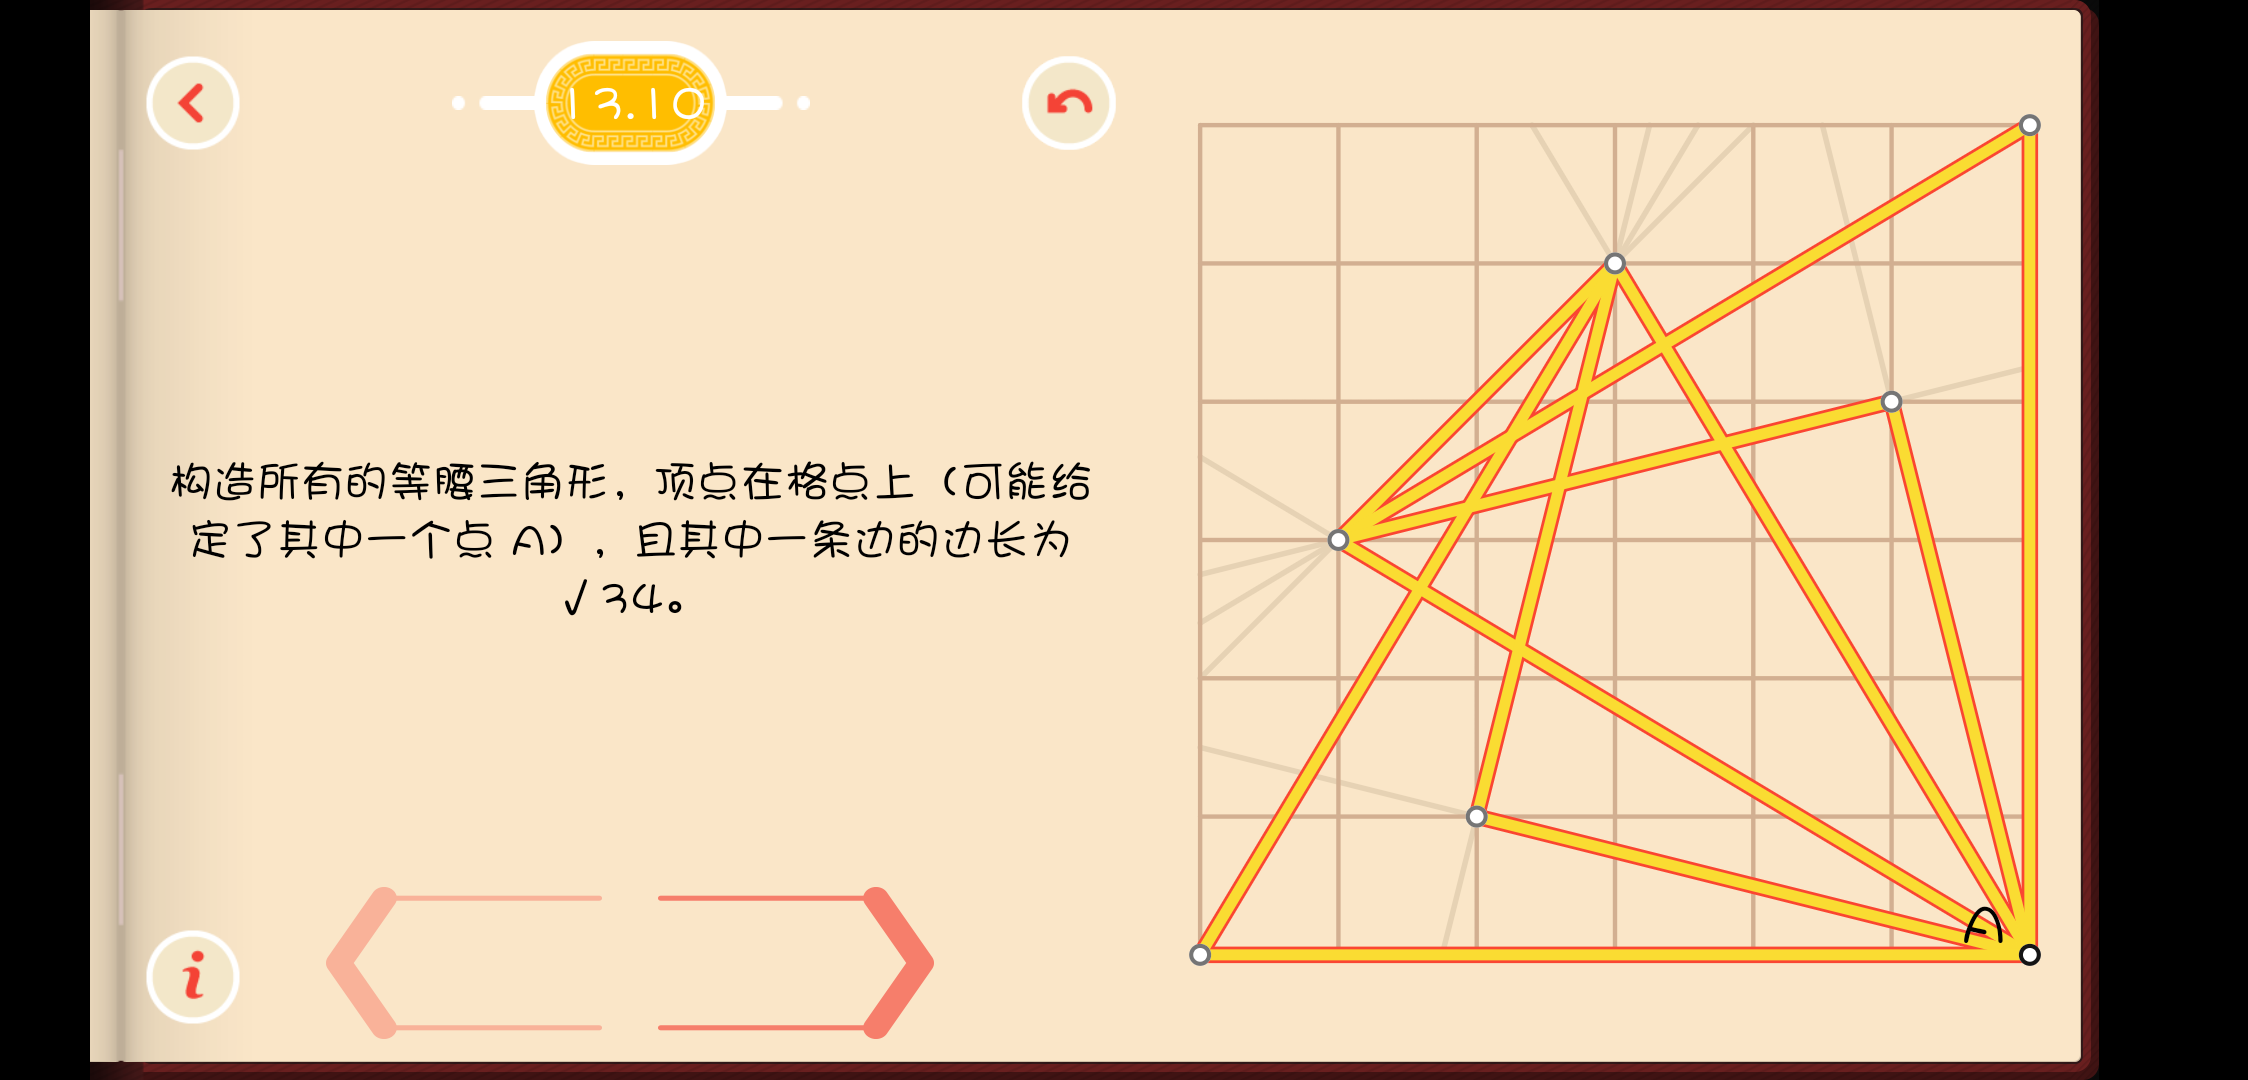 13.10
构造所有的等腰三角形，顶点在格点上（可能给
定了其中一个点 A），且其中一条边的边长为
√34。
A
i